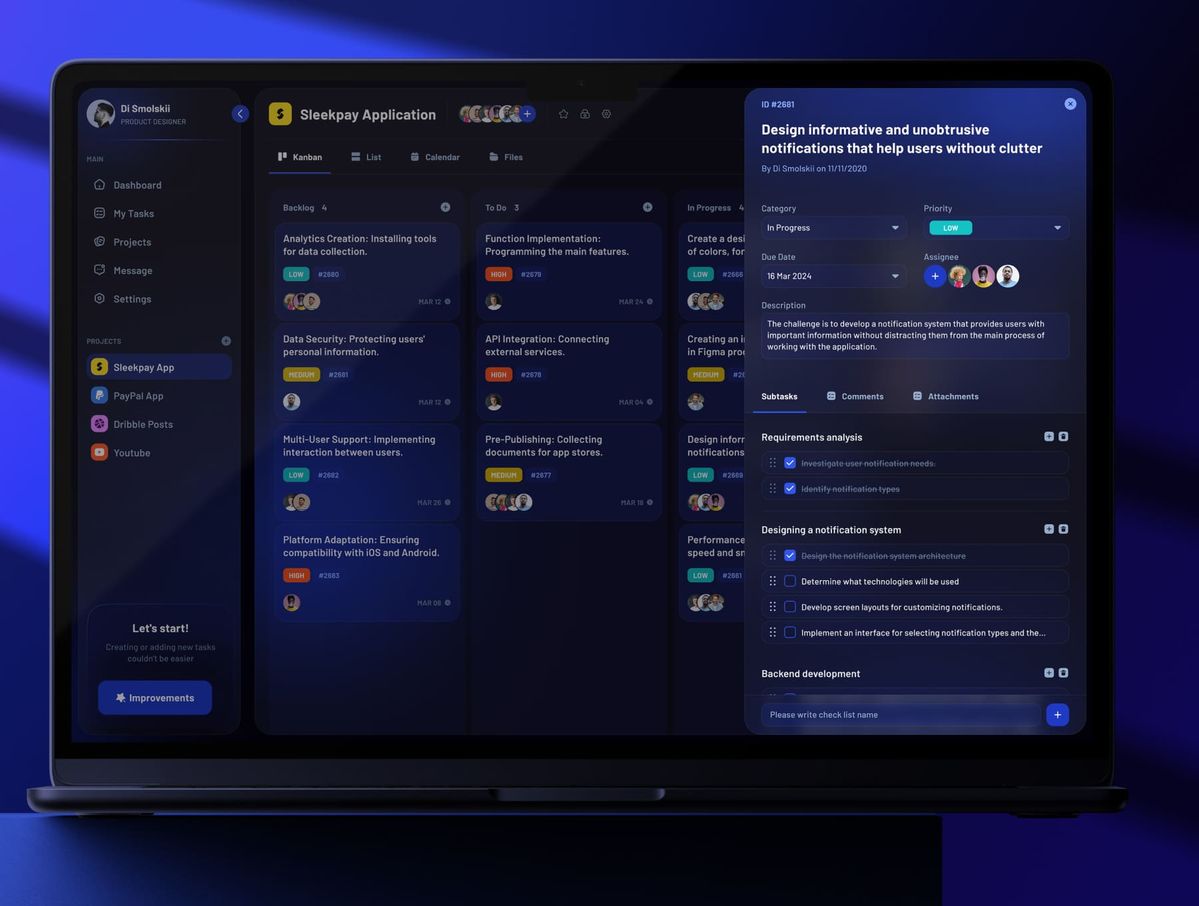 Di Smolskii
PRODUCT DESIGNER
MAIN
Dashboard
My Tasks
Projects
Message
Settings
PROJECTS
Sleekpay App
PayPal App
Dribble Posts
Youtube
Let's start!
Creating or adding new tasks
couldn't be easier
Improvements
Sleekpay Application
Kanban
List
Calendar
Files
Backlog 4
Analytics Creation: Installing tools
for data collection.
LOW #2680
MAR 12
Data Security: Protecting users'
personal information.
MEDIUM #2681
MAR 12
Multi-User Support: Implementing
interaction between users.
LOW #2682
MAR 26
Platform Adaptation: Ensuring
compatibility with iOS and Android.
HIGH #2683
MAR 06
To Do 3
Function Implementation:
Programming the main features.
HIGH #2679
MAR 24
API Integration: Connecting
external services.
HIGH #2678
MAR 04
Pre-Publishing: Collecting
documents for app stores.
MEDIUM #2677
MAR 18
In Progress 4
Create a desi
of colors, for
LOW #2666
Creating an i
in Figma pro
MEDIUM #26
Design infor
notifications
LOW #2669
Performance
speed and sm
LOW #2661
ID #2681
Design informative and unobtrusive
notifications that help users without clutter
By Di Smolskii on 11/11/2020
Category
In Progress
Priority
LOW
Due Date
16 Mar 2024
Assignee
Description
The challenge is to develop a notification system that provides users with
important information without distracting them from the main process of
working with the application.
Subtasks
Comments
Attachments
Requirements analysis
Investigate user notification needs.
Identify notification types
Designing a notification system
Design the notification system architecture
Determine what technologies will be used
Develop screen layouts for customizing notifications.
Implement an interface for selecting notification types and the...
Backend development
Please write check list name